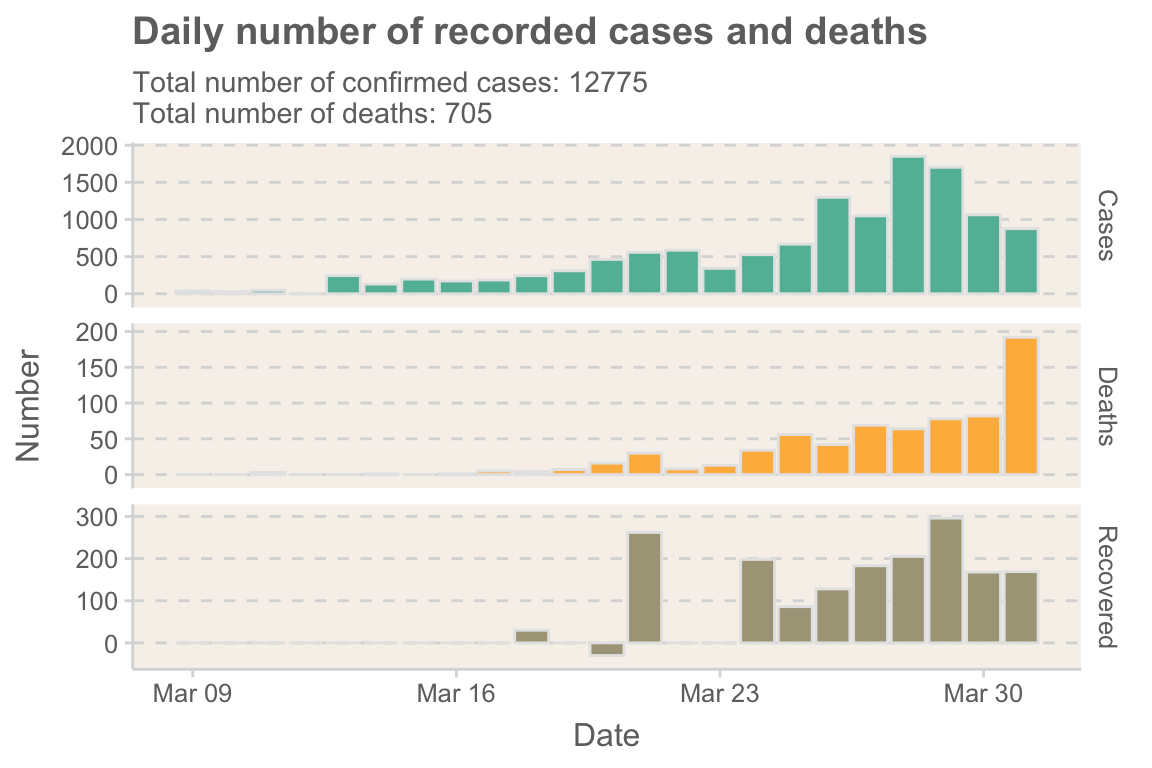 Daily number of recorded cases and deaths
Total number of confirmed cases: 12775
Total number of deaths: 705
2000
1500
1000
500
0
Cases
200
150
100
50
0
Deaths
Number
300
200
100
0
Recovered
Mar 09 Mar 16 Mar 23 Mar 30
Date